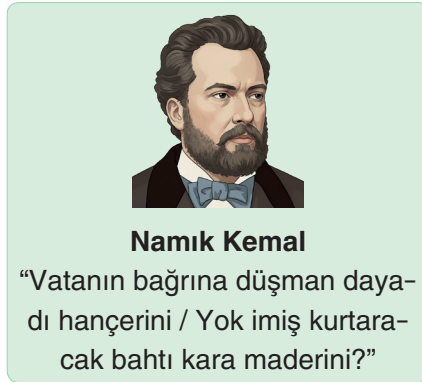 Namık Kemal
“Vatanın bağrına düşman daya-
dı hançerini / Yok imiş kurtara-
cak bahtı kara maderini?”